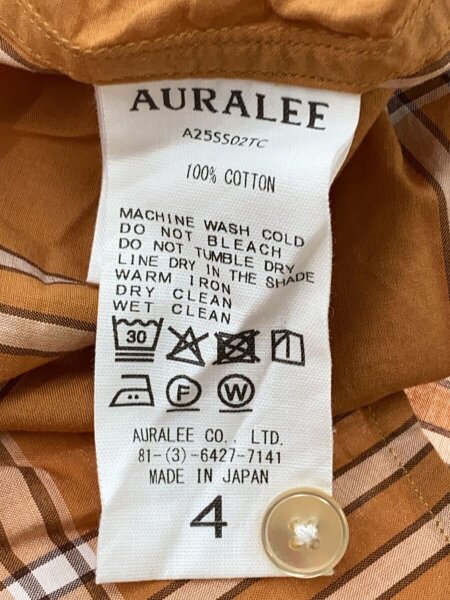 AURALEE
A25SS02TC
100% COTTON
MACHINE WASH COLD
DO NOT BLEACH
DO NOT TUMBLE DRY
LINE DRY IN THE SHADE
WARM IRON
DRY CLEAN
WET CLEAN
30
F W
AURALEE CO., LTD.
81-(3)-6427-7141
MADE IN JAPAN
4